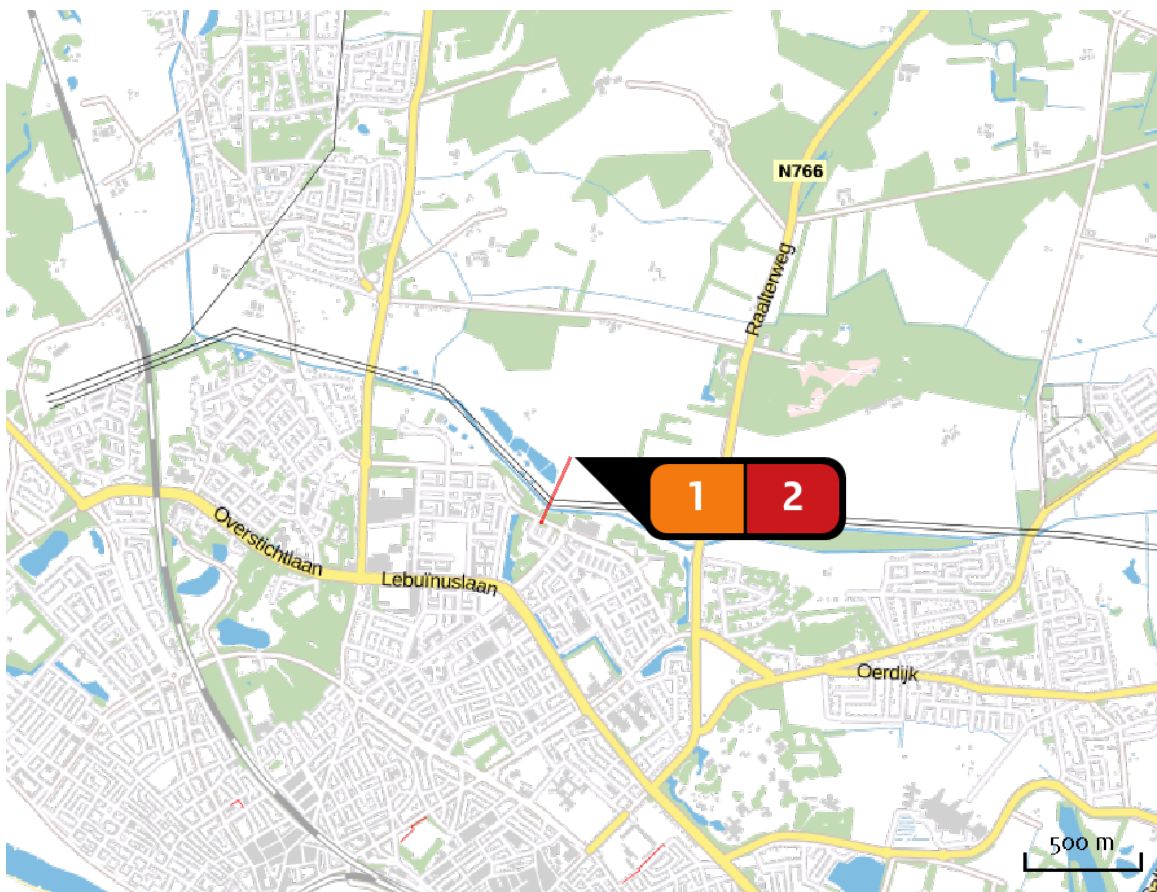 N766
Raalterweg
1 2
Overstichtlaan
Lebuïnuslaan
Oerdijk
500 m